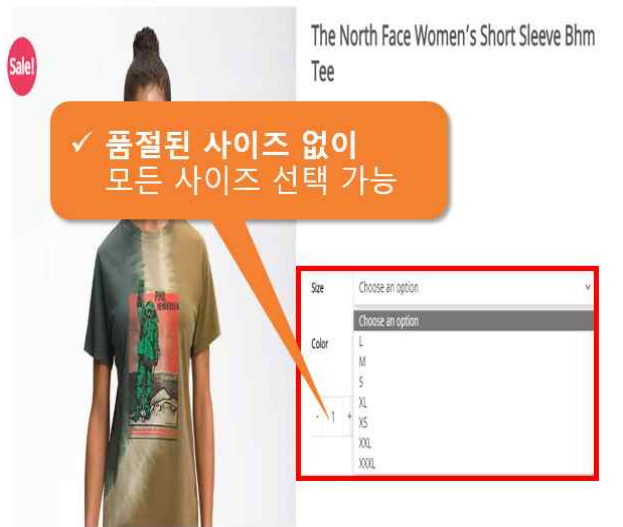 The North Face Women's Short Sleeve Bhm
Tee
Sale!
✓ 품절된 사이즈 없이
모든 사이즈 선택 가능
Size
Choose an option
Choose an option
Color
L
M
S
XL
- 1 +
XS
XXL
XXXL
PHIL
HENDERSON